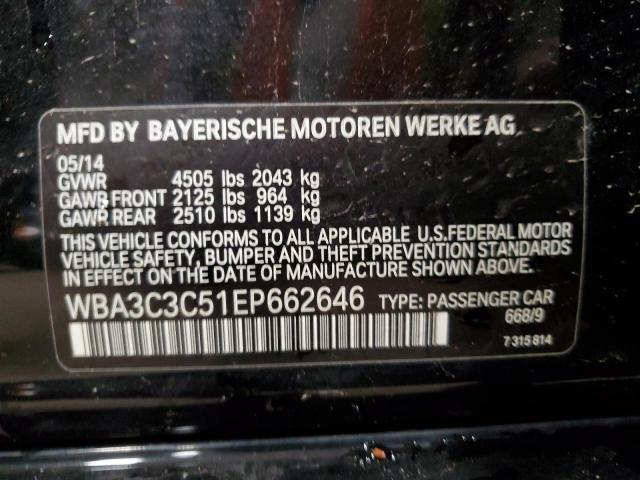 MFD BY BAYERISCHE MOTOREN WERKE AG
05/14
GVWR 4505 lbs 2043 kg
GAWR FRONT 2125 lbs 964 kg
GAWR REAR 2510 lbs 1139 kg
THIS VEHICLE CONFORMS TO ALL APPLICABLE U.S. FEDERAL MOTOR
VEHICLE SAFETY, BUMPER AND THEFT PREVENTION STANDARDS
IN EFFECT ON THE DATE OF MANUFACTURE SHOWN ABOVE.
WBA3C3C51EP662646 TYPE: PASSENGER CAR
668/9
7 315 814